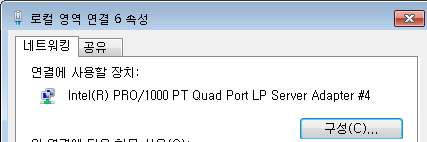 로컬 영역 연결 6 속성
네트워킹 공유
연결에 사용할 장치:
Intel(R) PRO/1000 PT Quad Port LP Server Adapter #4
구성(C)...